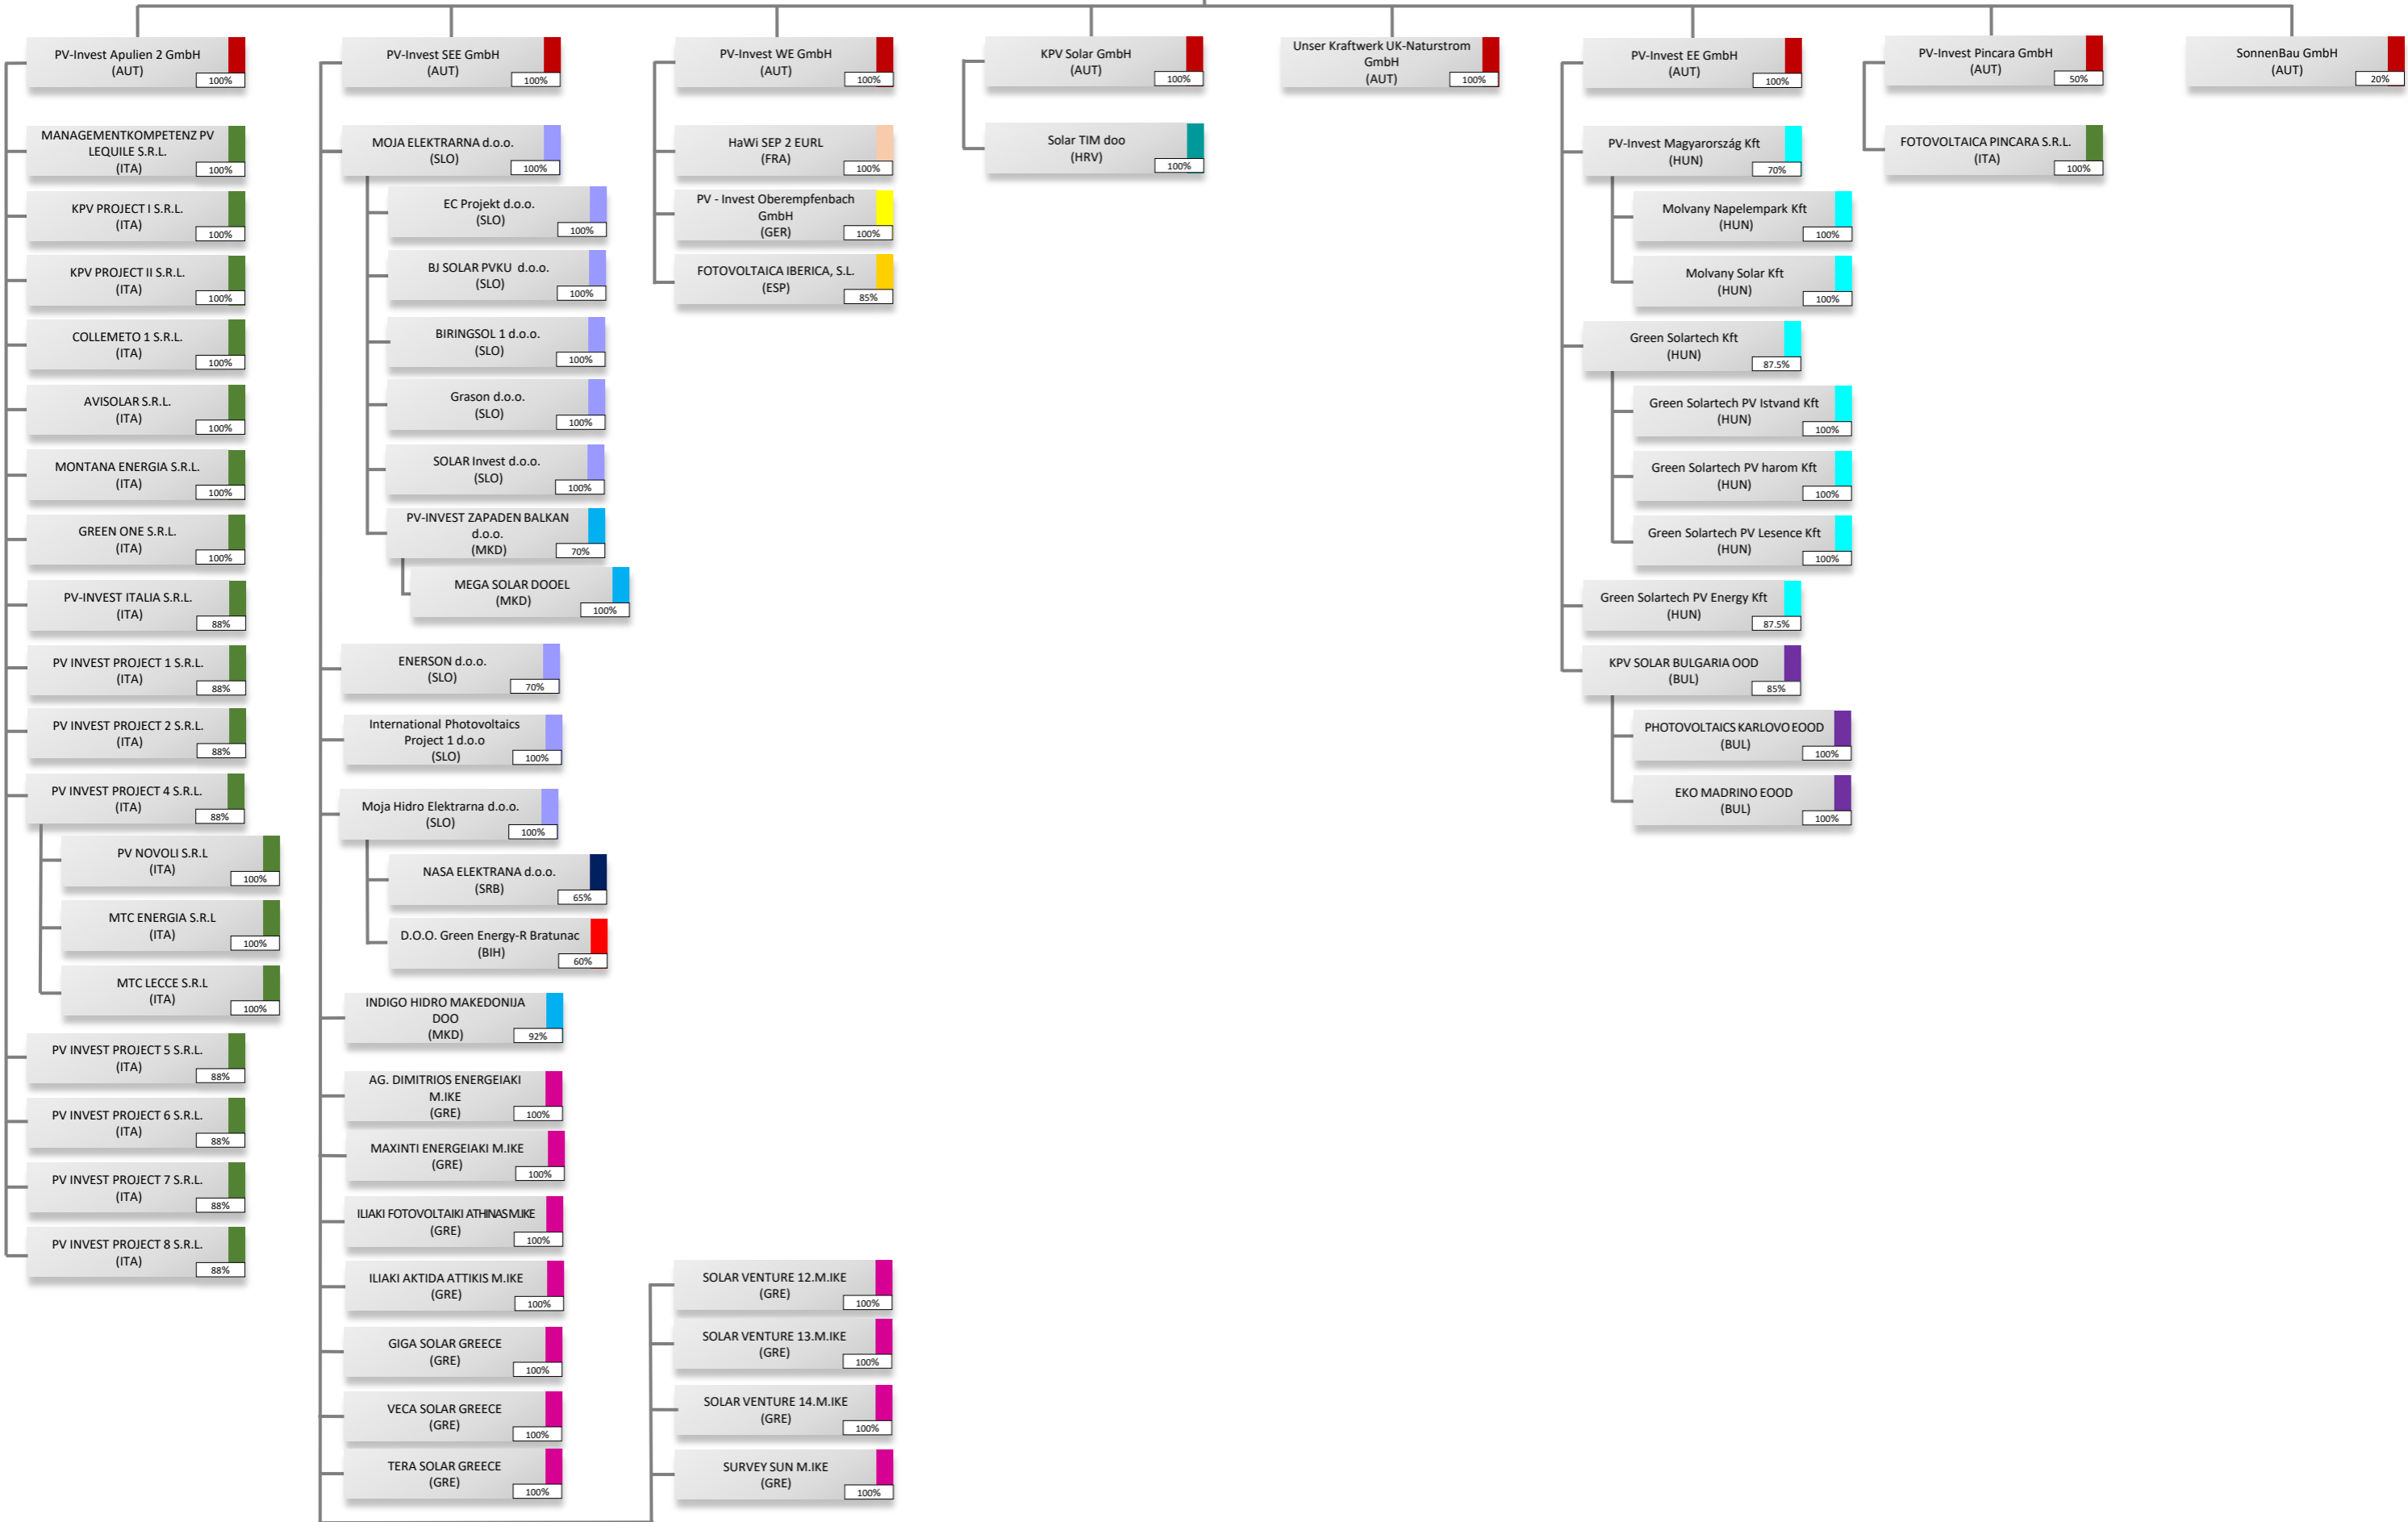 PV-Invest Apulien 2 GmbH
(AUT)
100%
MANAGEMENTKOMPETENZ PV
LEQUILE S.R.L.
(ITA)
100%
KPV PROJECT I S.R.L.
(ITA)
100%
KPV PROJECT II S.R.L.
(ITA)
100%
COLLEMETO 1 S.R.L.
(ITA)
100%
AVISOLAR S.R.L.
(ITA)
100%
MONTANA ENERGIA S.R.L.
(ITA)
100%
GREEN ONE S.R.L.
(ITA)
100%
PV-INVEST ITALIA S.R.L.
(ITA)
88%
PV INVEST PROJECT 1 S.R.L.
(ITA)
88%
PV INVEST PROJECT 2 S.R.L.
(ITA)
88%
PV INVEST PROJECT 4 S.R.L.
(ITA)
88%
PV NOVOLI S.R.L
(ITA)
100%
MTC ENERGIA S.R.L
(ITA)
100%
MTC LECCE S.R.L
(ITA)
100%
PV INVEST PROJECT 5 S.R.L.
(ITA)
88%
PV INVEST PROJECT 6 S.R.L.
(ITA)
88%
PV INVEST PROJECT 7 S.R.L.
(ITA)
88%
PV INVEST PROJECT 8 S.R.L.
(ITA)
88%
PV-Invest SEE GmbH
(AUT)
100%
MOJA ELEKTRARNA d.o.o.
(SLO)
100%
EC Projekt d.o.o.
(SLO)
100%
BJ SOLAR PVKU d.o.o.
(SLO)
100%
BIRINGSOL 1 d.o.o.
(SLO)
100%
Grason d.o.o.
(SLO)
100%
SOLAR Invest d.o.o.
(SLO)
100%
PV-INVEST ZAPADEN BALKAN
d.o.o.
(MKD)
70%
MEGA SOLAR DOOEL
(MKD)
100%
ENERSON d.o.o.
(SLO)
70%
International Photovoltaics
Project 1 d.o.o
(SLO)
100%
Moja Hidro Elektrarna d.o.o.
(SLO)
100%
NASA ELEKTRANA d.o.o.
(SRB)
65%
D.O.O. Green Energy-R Bratunac
(BIH)
60%
INDIGO HIDRO MAKEDONIJA
DOO
(MKD)
92%
AG. DIMITRIOS ENERGEIAKI
M.IKE
(GRE)
100%
MAXINTI ENERGEIAKI M.IKE
(GRE)
100%
ILIAKI FOTOVOLTAIKI ATHINAS M.IKE
(GRE)
100%
ILIAKI AKTIDA ATTIKIS M.IKE
(GRE)
100%
GIGA SOLAR GREECE
(GRE)
100%
VECA SOLAR GREECE
(GRE)
100%
TERA SOLAR GREECE
(GRE)
100%
SOLAR VENTURE 12.M.IKE
(GRE)
100%
SOLAR VENTURE 13.M.IKE
(GRE)
100%
SOLAR VENTURE 14.M.IKE
(GRE)
100%
SURVEY SUN M.IKE
(GRE)
100%
PV-Invest WE GmbH
(AUT)
100%
HaWi SEP 2 EURL
(FRA)
100%
PV - Invest Oberempfenbach
GmbH
(GER)
100%
FOTOVOLTAICA IBERICA, S.L.
(ESP)
85%
KPV Solar GmbH
(AUT)
100%
Solar TIM doo
(HRV)
100%
Unser Kraftwerk UK-Naturstrom
GmbH
(AUT)
100%
PV-Invest EE GmbH
(AUT)
100%
PV-Invest Magyarország Kft
(HUN)
70%
Molvany Napelempark Kft
(HUN)
100%
Molvany Solar Kft
(HUN)
100%
Green Solartech Kft
(HUN)
87.5%
Green Solartech PV Istvand Kft
(HUN)
100%
Green Solartech PV harom Kft
(HUN)
100%
Green Solartech PV Lesence Kft
(HUN)
100%
Green Solartech PV Energy Kft
(HUN)
87.5%
KPV SOLAR BULGARIA OOD
(BUL)
85%
PHOTOVOLTAICS KARLOVO EOOD
(BUL)
100%
EKO MADRINO EOOD
(BUL)
100%
PV-Invest Pincara GmbH
(AUT)
50%
FOTOVOLTAICA PINCARA S.R.L.
(ITA)
100%
SonnenBau GmbH
(AUT)
20%